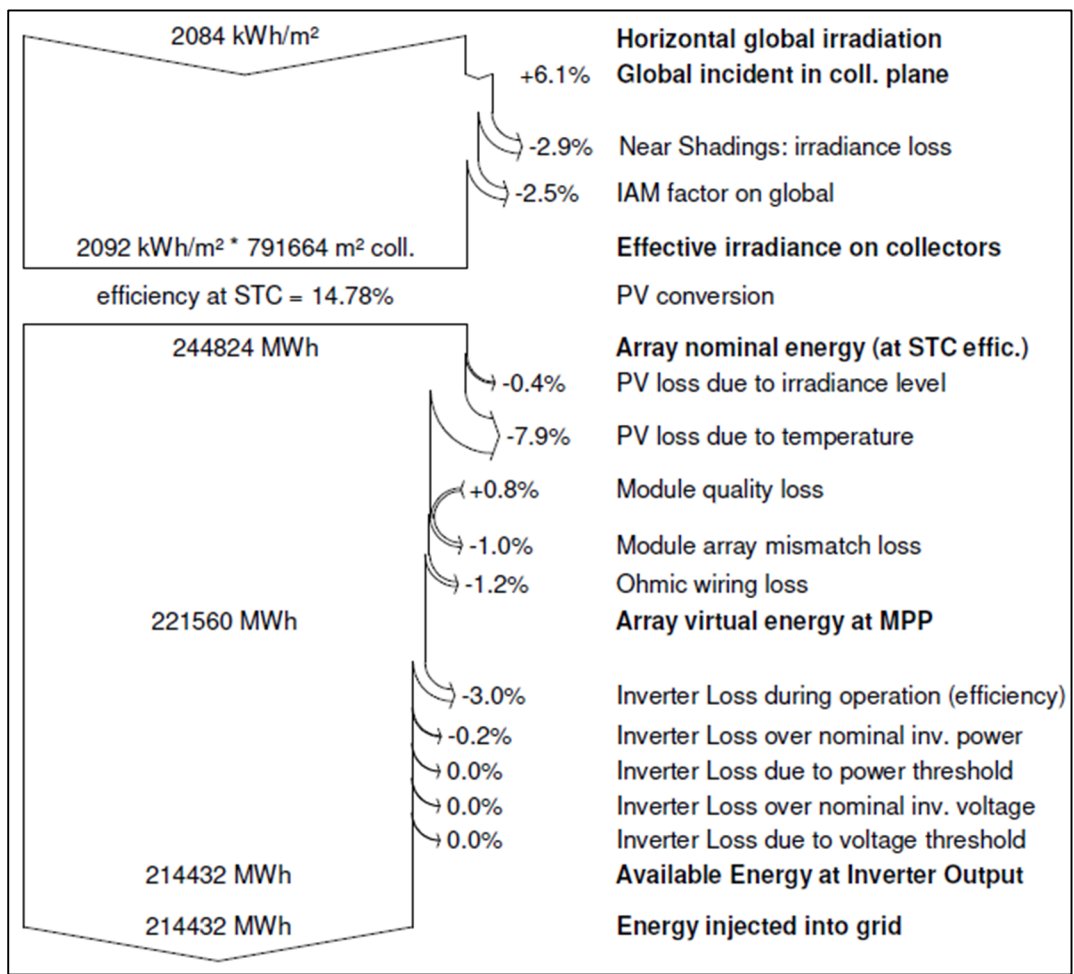 2084 kWh/m² Horizontal global irradiation
+6.1% Global incident in coll. plane
-2.9% Near Shadings: irradiance loss
-2.5% IAM factor on global
2092 kWh/m² * 791664 m² coll. Effective irradiance on collectors
efficiency at STC = 14.78% PV conversion
244824 MWh Array nominal energy (at STC effic.)
-0.4% PV loss due to irradiance level
-7.9% PV loss due to temperature
+0.8% Module quality loss
-1.0% Module array mismatch loss
-1.2% Ohmic wiring loss
221560 MWh Array virtual energy at MPP
-3.0% Inverter Loss during operation (efficiency)
-0.2% Inverter Loss over nominal inv. power
0.0% Inverter Loss due to power threshold
0.0% Inverter Loss over nominal inv. voltage
0.0% Inverter Loss due to voltage threshold
214432 MWh Available Energy at Inverter Output
214432 MWh Energy injected into grid